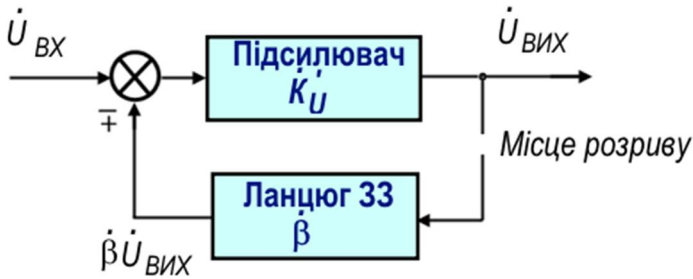 U̇ ВХ
Підсилювач
K̇ U
U̇ ВИХ
∓
Місце розриву
Ланцюг ЗЗ
β̇
β̇U̇ ВИХ